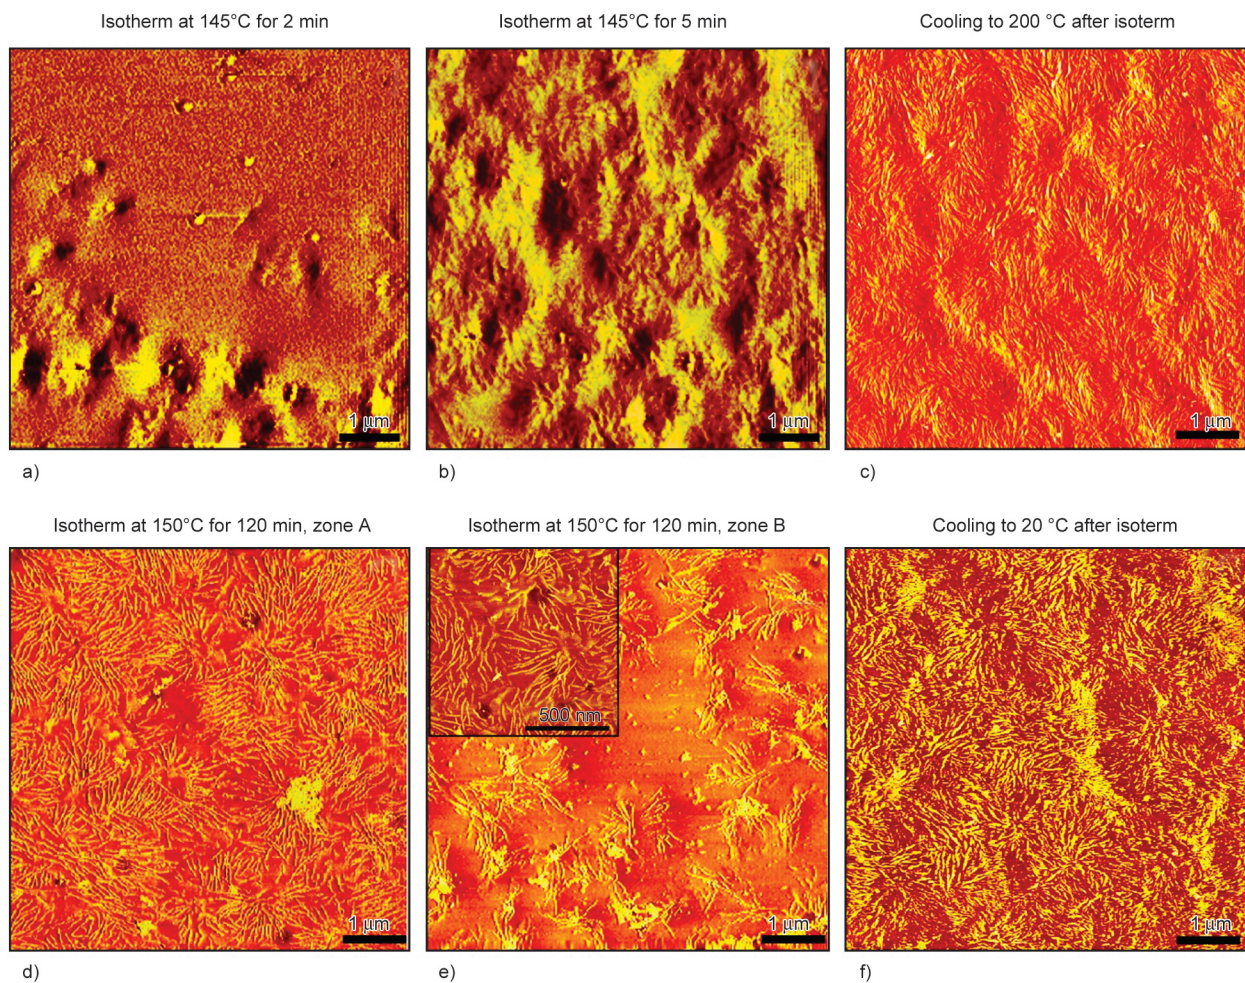 Isotherm at 145°C for 2 min
Isotherm at 145°C for 5 min
Cooling to 200 °C after isoterm
1 µm
1 µm
1 µm
a)
b)
c)
Isotherm at 150°C for 120 min, zone A
Isotherm at 150°C for 120 min, zone B
Cooling to 20 °C after isoterm
500 nm
1 µm
1 µm
1 µm
d)
e)
f)